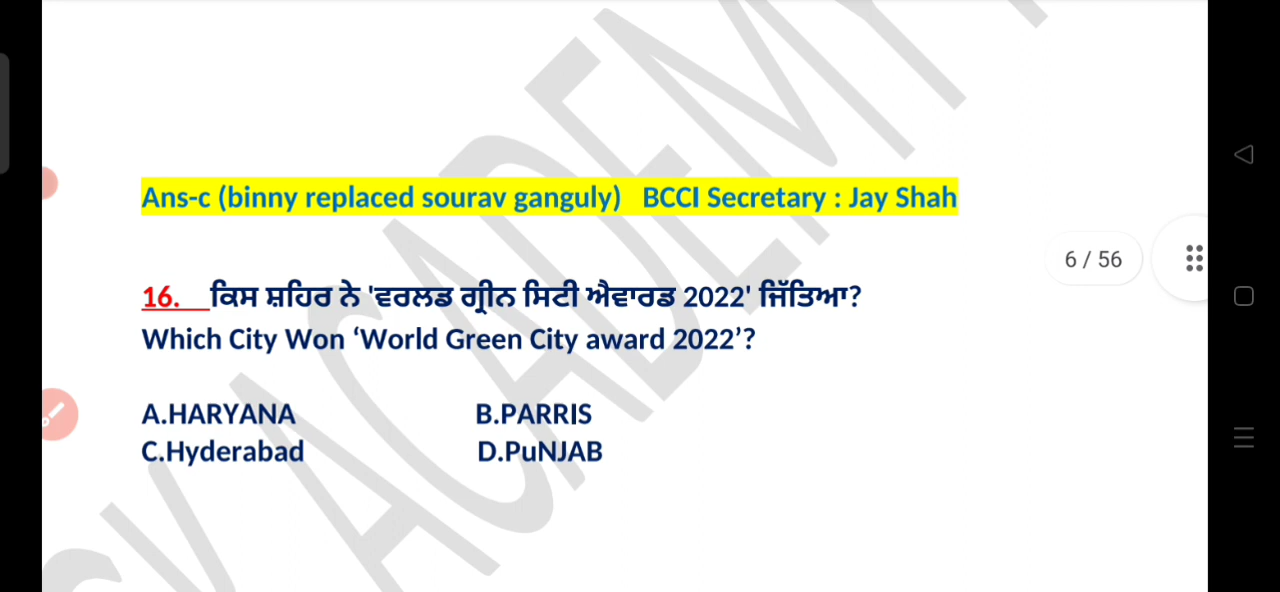 Ans-c (binny replaced sourav ganguly) BCCI Secretary : Jay Shah
6 / 56
16. ਕਿਸ ਸ਼ਹਿਰ ਨੇ 'ਵਰਲਡ ਗ੍ਰੀਨ ਸਿਟੀ ਐਵਾਰਡ 2022' ਜਿੱਤਿਆ?
Which City Won ‘World Green City award 2022’?
A.HARYANA B.PARRIS
C.Hyderabad D.PuNJAB
ACADEMY